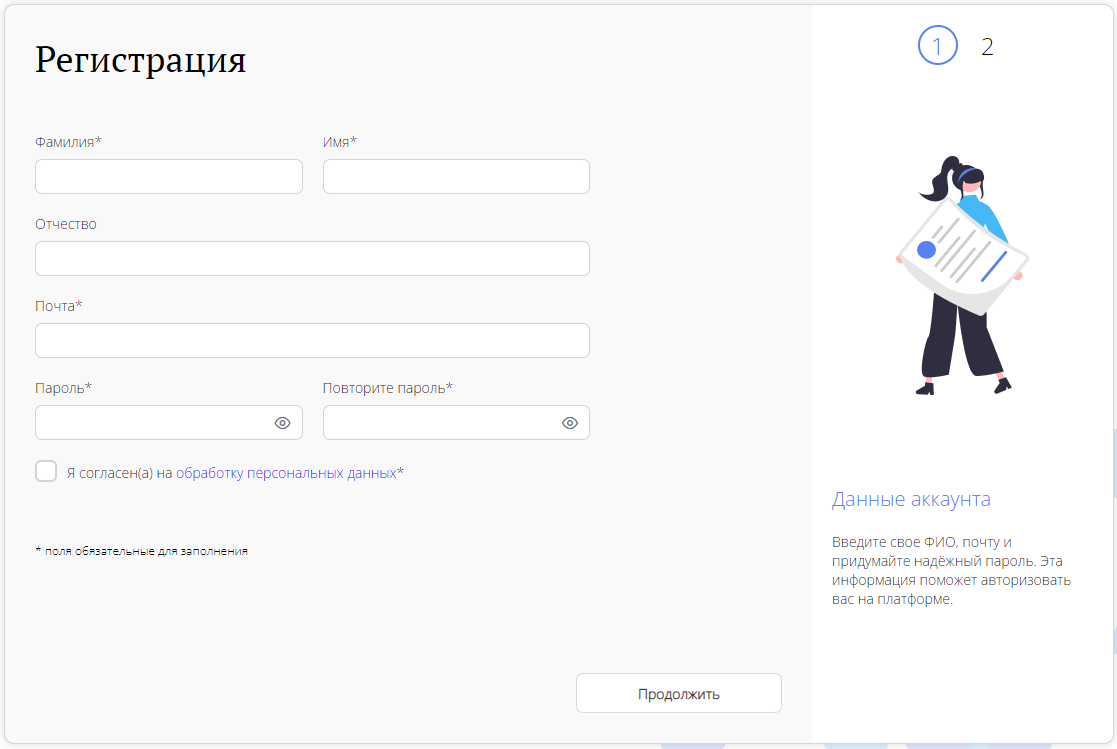 Регистрация
1 2
Фамилия* Имя*
Отчество
Почта*
Пароль* Повторите пароль*
Я согласен(а) на обработку персональных данных*
* поля обязательные для заполнения
Продолжить
Данные аккаунта
Введите свое ФИО, почту и
придумайте надёжный пароль. Эта
информация поможет авторизовать
вас на платформе.